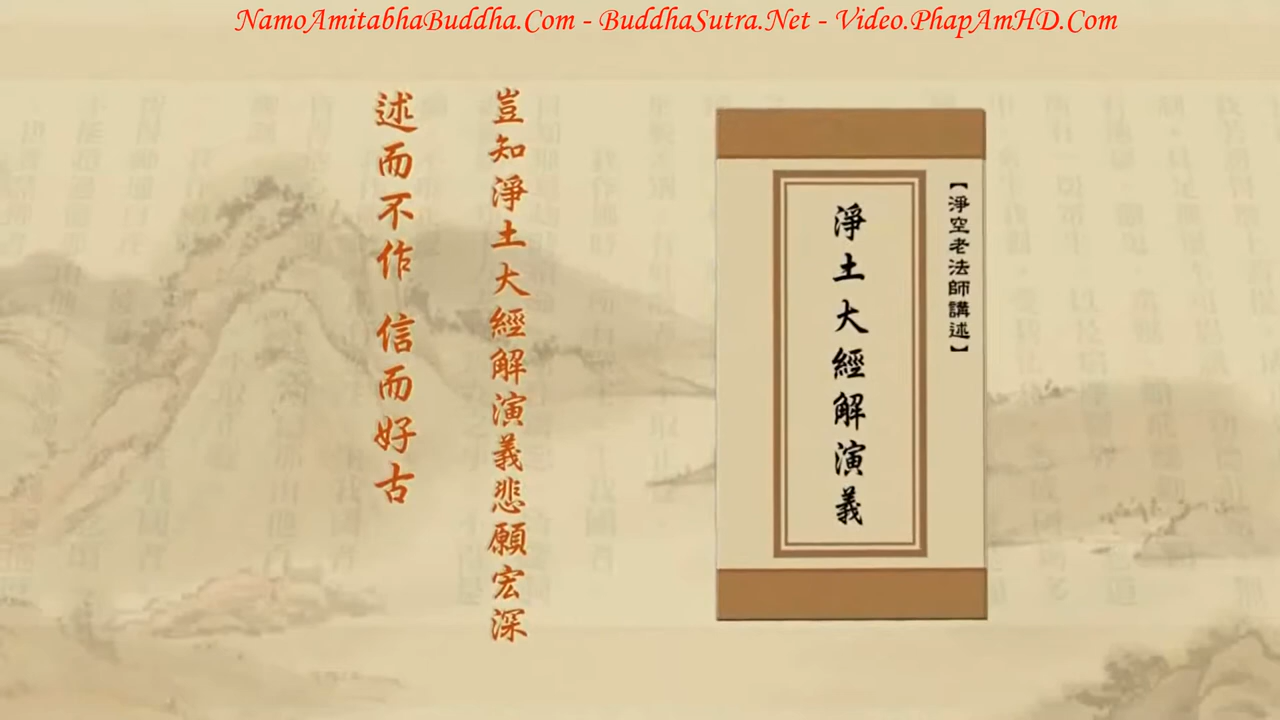 NamoAmitabhaBuddha.Com - BuddhaSutra.Net - Video.PhapAmHD.Com
【淨空老法師講述】
淨土大經解演義
豈知淨土大經解演義悲願宏深
述而不作 信而好古